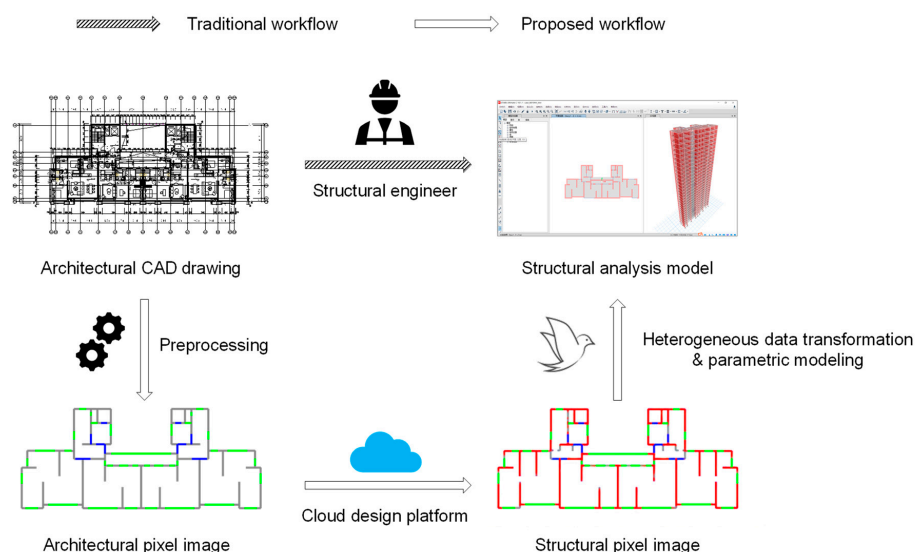 Traditional workflow
Proposed workflow
Structural engineer
Architectural CAD drawing
Structural analysis model
Preprocessing
Heterogeneous data transformation
& parametric modeling
Cloud design platform
Architectural pixel image
Structural pixel image